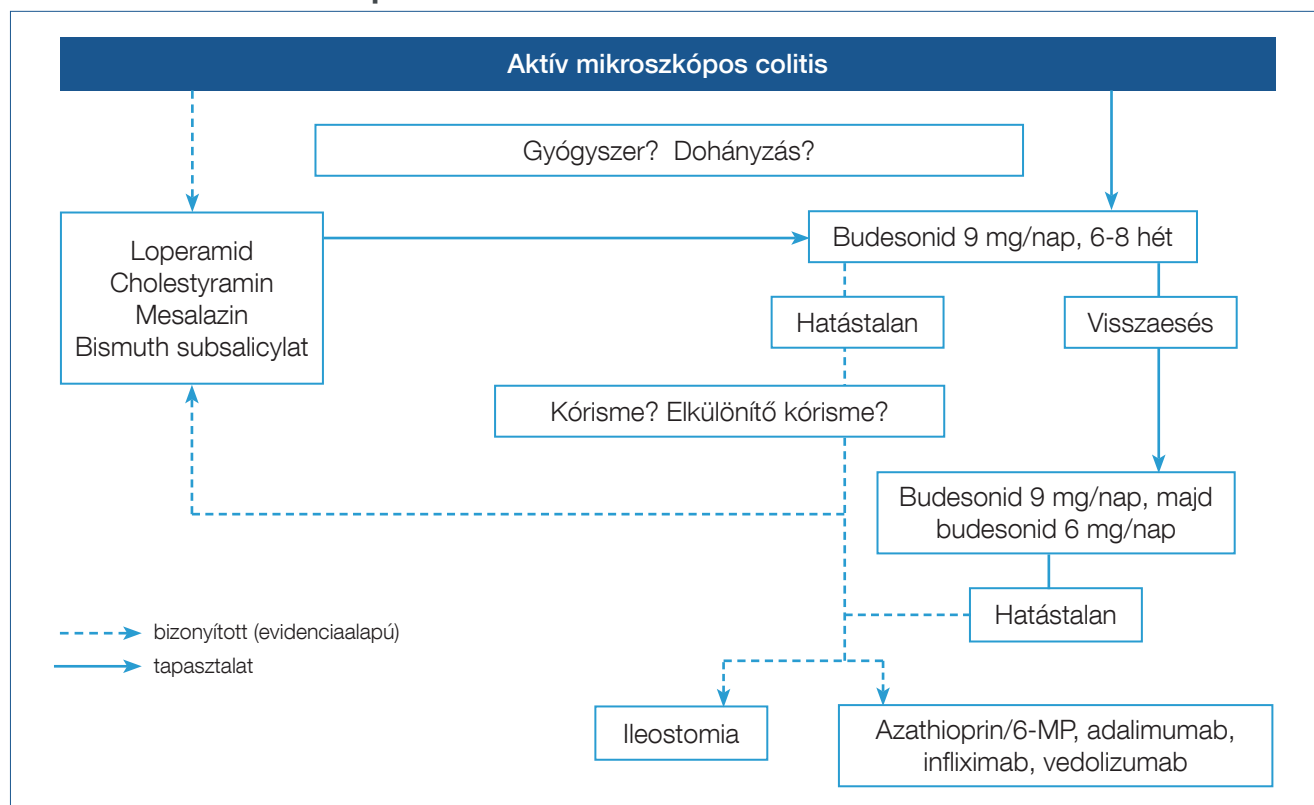 Aktív mikroszkópos colitis
Gyógyszer? Dohányzás?
Loperamid
Cholestyramin
Mesalazin
Bismuth subsalicylat
Budesonid 9 mg/nap, 6-8 hét
Hatástalan
Visszaesés
Kórisme? Elkülönítő kórisme?
Budesonid 9 mg/nap, majd
budesonid 6 mg/nap
Hatástalan
bizonyított (evidenciaalapú)
tapasztalat
Ileostomia
Azathioprin/6-MP, adalimumab,
infliximab, vedolizumab